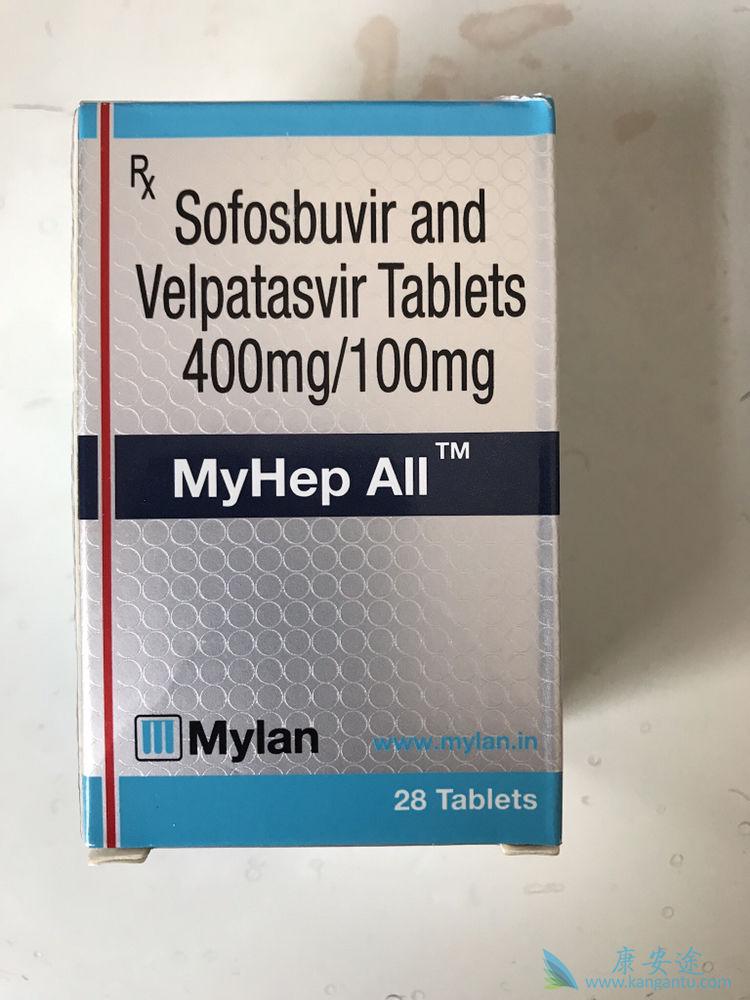 Rx
Sofosbuvir and
Velpatasvir Tablets
400mg/100mg
MyHep All™
Mylan
www.mylan.in
28 Tablets
康安途
www.kangantu.com